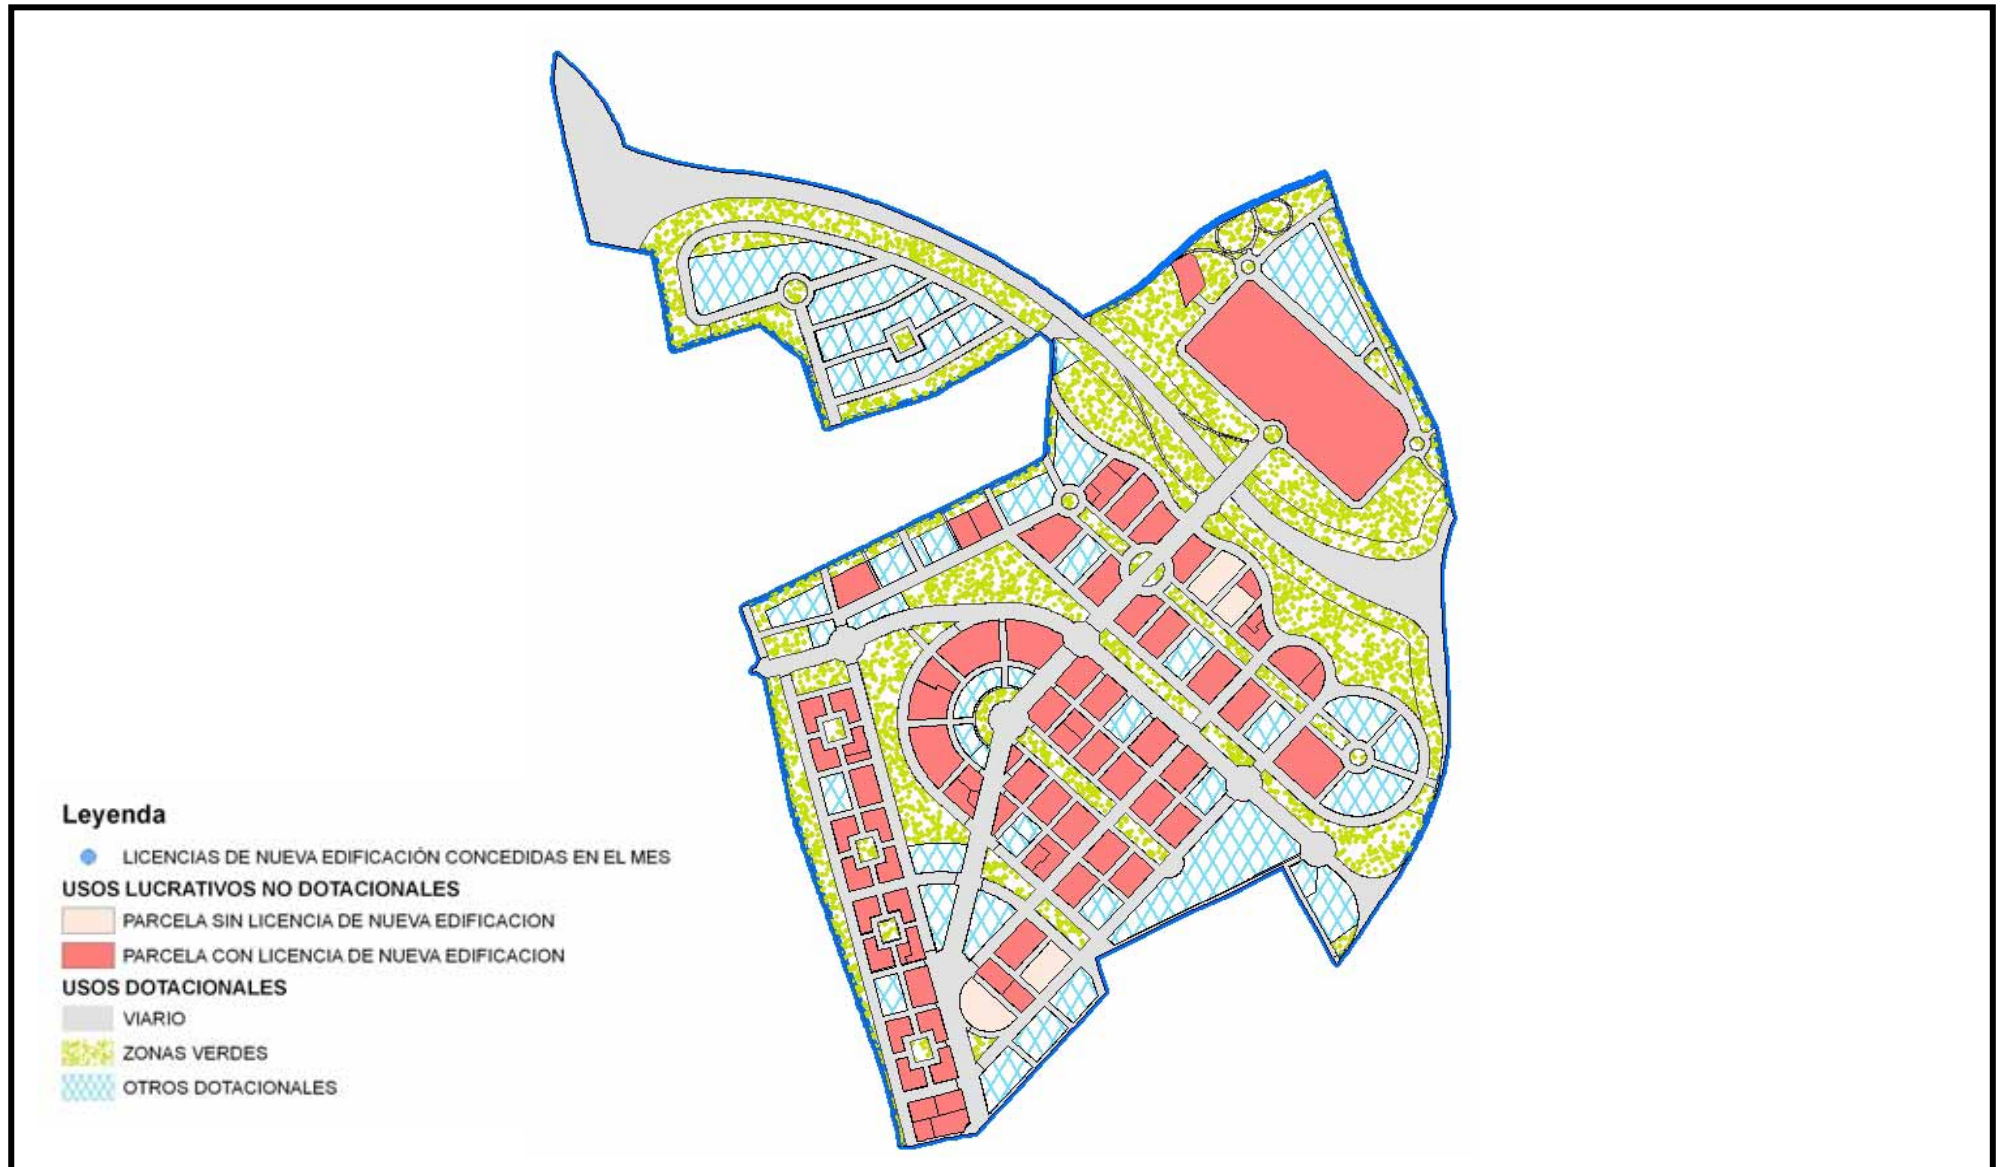 Leyenda
LICENCIAS DE NUEVA EDIFICACIÓN CONCEDIDAS EN EL MES
USOS LUCRATIVOS NO DOTACIONALES
PARCELA SIN LICENCIA DE NUEVA EDIFICACION
PARCELA CON LICENCIA DE NUEVA EDIFICACION
USOS DOTACIONALES
VIARIO
ZONAS VERDES
OTROS DOTACIONALES